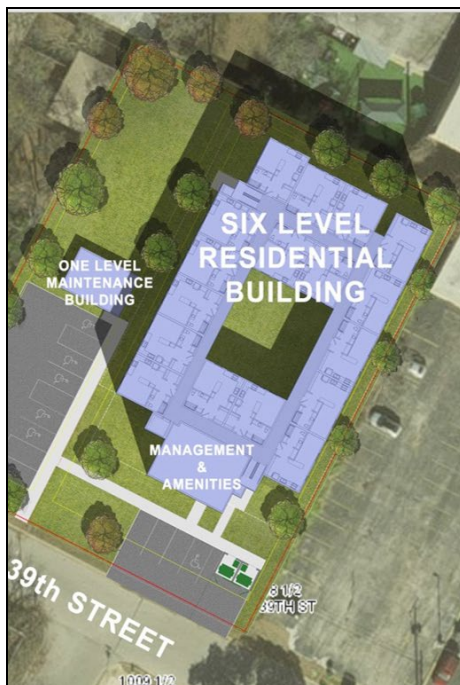 SIX LEVEL
RESIDENTIAL
BUILDING
ONE LEVEL
MAINTENANCE
BUILDING
MANAGEMENT
&
AMENITIES
39th STREET
8 1/2
39TH ST
1009 1/2